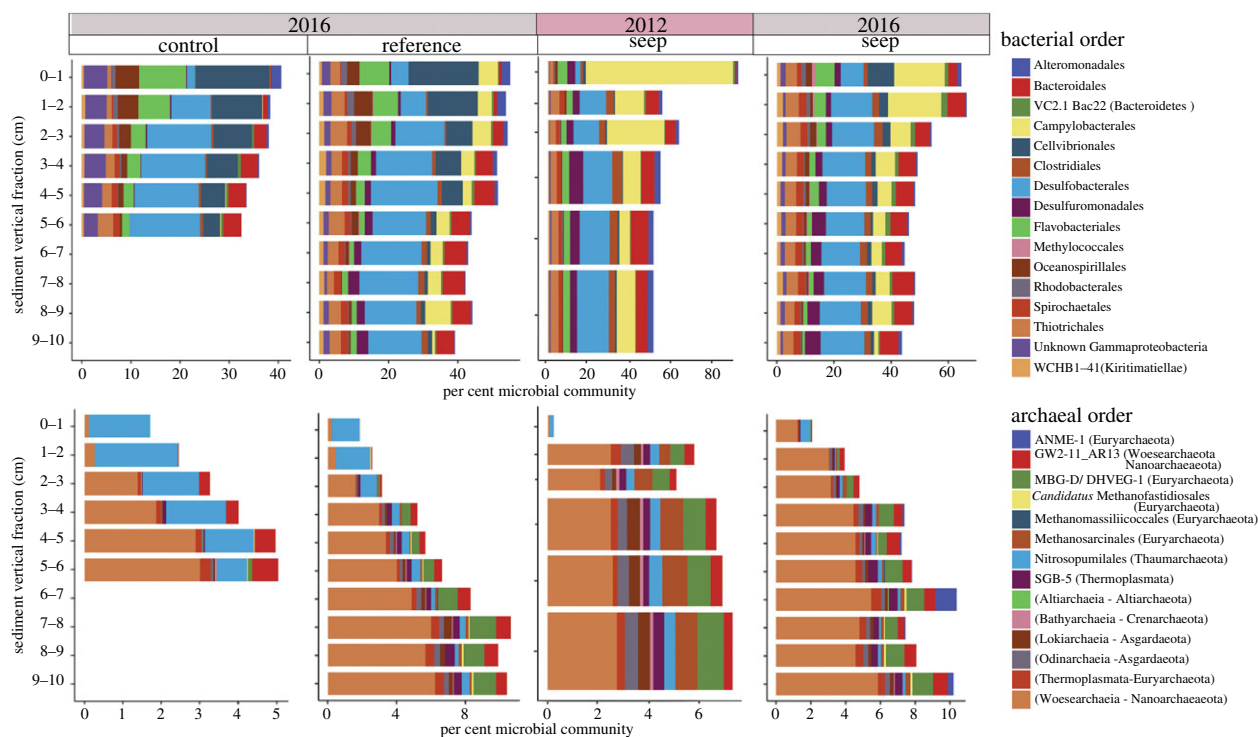 2016
2012
2016
control
reference
seep
seep
sediment vertical fraction (cm)
0–1
1–2
2–3
3–4
4–5
5–6
6–7
7–8
8–9
9–10
0
10
20
30
40
0
20
40
0
20
40
60
80
0
20
40
60
per cent microbial community
bacterial order
Alteromonadales
Bacteroidales
VC2.1 Bac22 (Bacteroidetes )
Campylobacterales
Cellvibrionales
Clostridiales
Desulfobacterales
Desulfuromonadales
Flavobacteriales
Methylococcales
Oceanospirillales
Rhodobacterales
Spirochaetales
Thiotrichales
Unknown Gammaproteobacteria
WCHB1–41(Kiritimatiellae)
sediment vertical fraction (cm)
0–1
1–2
2–3
3–4
4–5
5–6
6–7
7–8
8–9
9–10
0
1
2
3
4
5
0
4
8
0
2
4
6
0
2
4
6
8
10
per cent microbial community
archaeal order
ANME-1 (Euryarchaeota)
GW2-11_AR13 (Woesearchaeota
Nanoarchaeaeota)
MBG-D/ DHVEG-1 (Euryarchaeota)
Candidatus Methanofastidiosales
(Euryarchaeota)
Methanomassiliicoccales (Euryarchaeota)
Methanosarcinales (Euryarchaeota)
Nitrosopumilales (Thaumarchaeota)
SGB-5 (Thermoplasmata)
(Altiarchaeia - Altiarchaeota)
(Bathyarchaeia - Crenarchaeota)
(Lokiarchaeia - Asgardaeota)
(Odinarchaeia -Asgardaeota)
(Thermoplasmata-Euryarchaeota)
(Woesearchaeia - Nanoarchaeaeota)